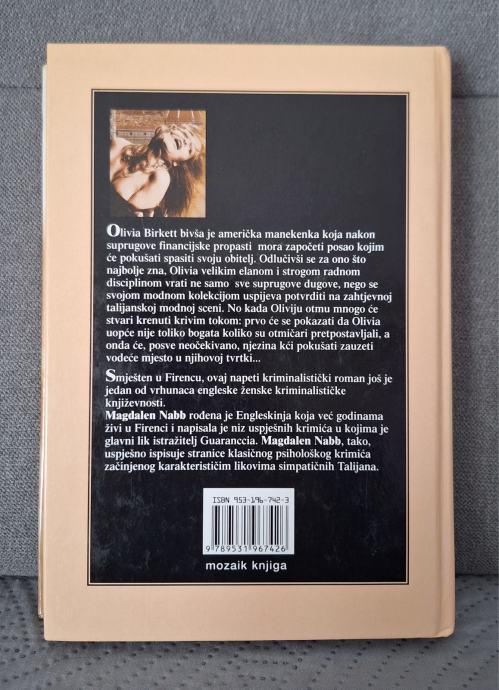 Olivia Birkett bivša je američka manekenka koja nakon
suprugove financijske propasti mora započeti posao kojim
će pokušati spasiti svoju obitelj. Odlučivši se za ono što
najbolje zna, Olivia velikim elanom i strogom radnom
disciplinom vrati ne samo sve suprugove dugove, nego se
svojom modnom kolekcijom uspijeva potvrditi na zahtjevnoj
talijanskoj modnoj sceni. No kada Oliviju otmu mnogo će
stvari krenuti krivim tokom: prvo će se pokazati da Olivia
uopće nije toliko bogata koliko su otmičari pretpostavljali, a
onda će, posve neočekivano, njezina kći pokušati zauzeti
vodeće mjesto u njihovoj tvrtki...
Smješten u Firencu, ovaj napeti kriminalistički roman još je
jedan od vrhunaca engleske ženske kriminalističke
književnosti.
Magdalen Nabb rođena je Engleskinja koja već godinama
živi u Firenci i napisala je niz uspješnih krimića u kojima je
glavni lik istražitelj Guaranccia. Magdalen Nabb, tako,
uspješno ispisuje stranice klasičnog psihološkog krimića
začinjenog karakterističim likovima simpatičnih Talijana.
ISBN 953-196-742-3
9 789531 967426
mozaik knjiga